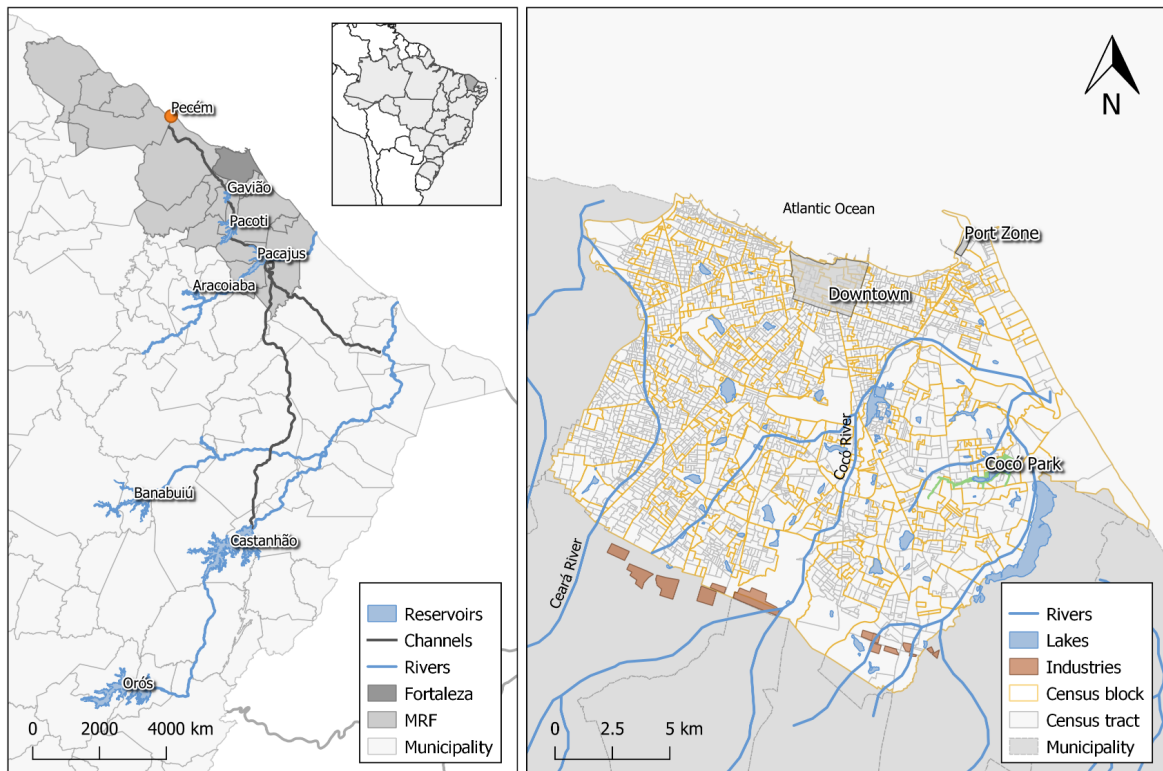 Pecém
Gavião
Pacoti
Pacajus
Aracoiaba
Banabuiú
Castanhão
Orós
0 2000 4000 km
Reservoirs
Channels
Rivers
Fortaleza
MRF
Municipality
N
Atlantic Ocean
Port Zone
Downtown
Cocó River
Cocó Park
Ceará River
0 2.5 5 km
Rivers
Lakes
Industries
Census block
Census tract
Municipality